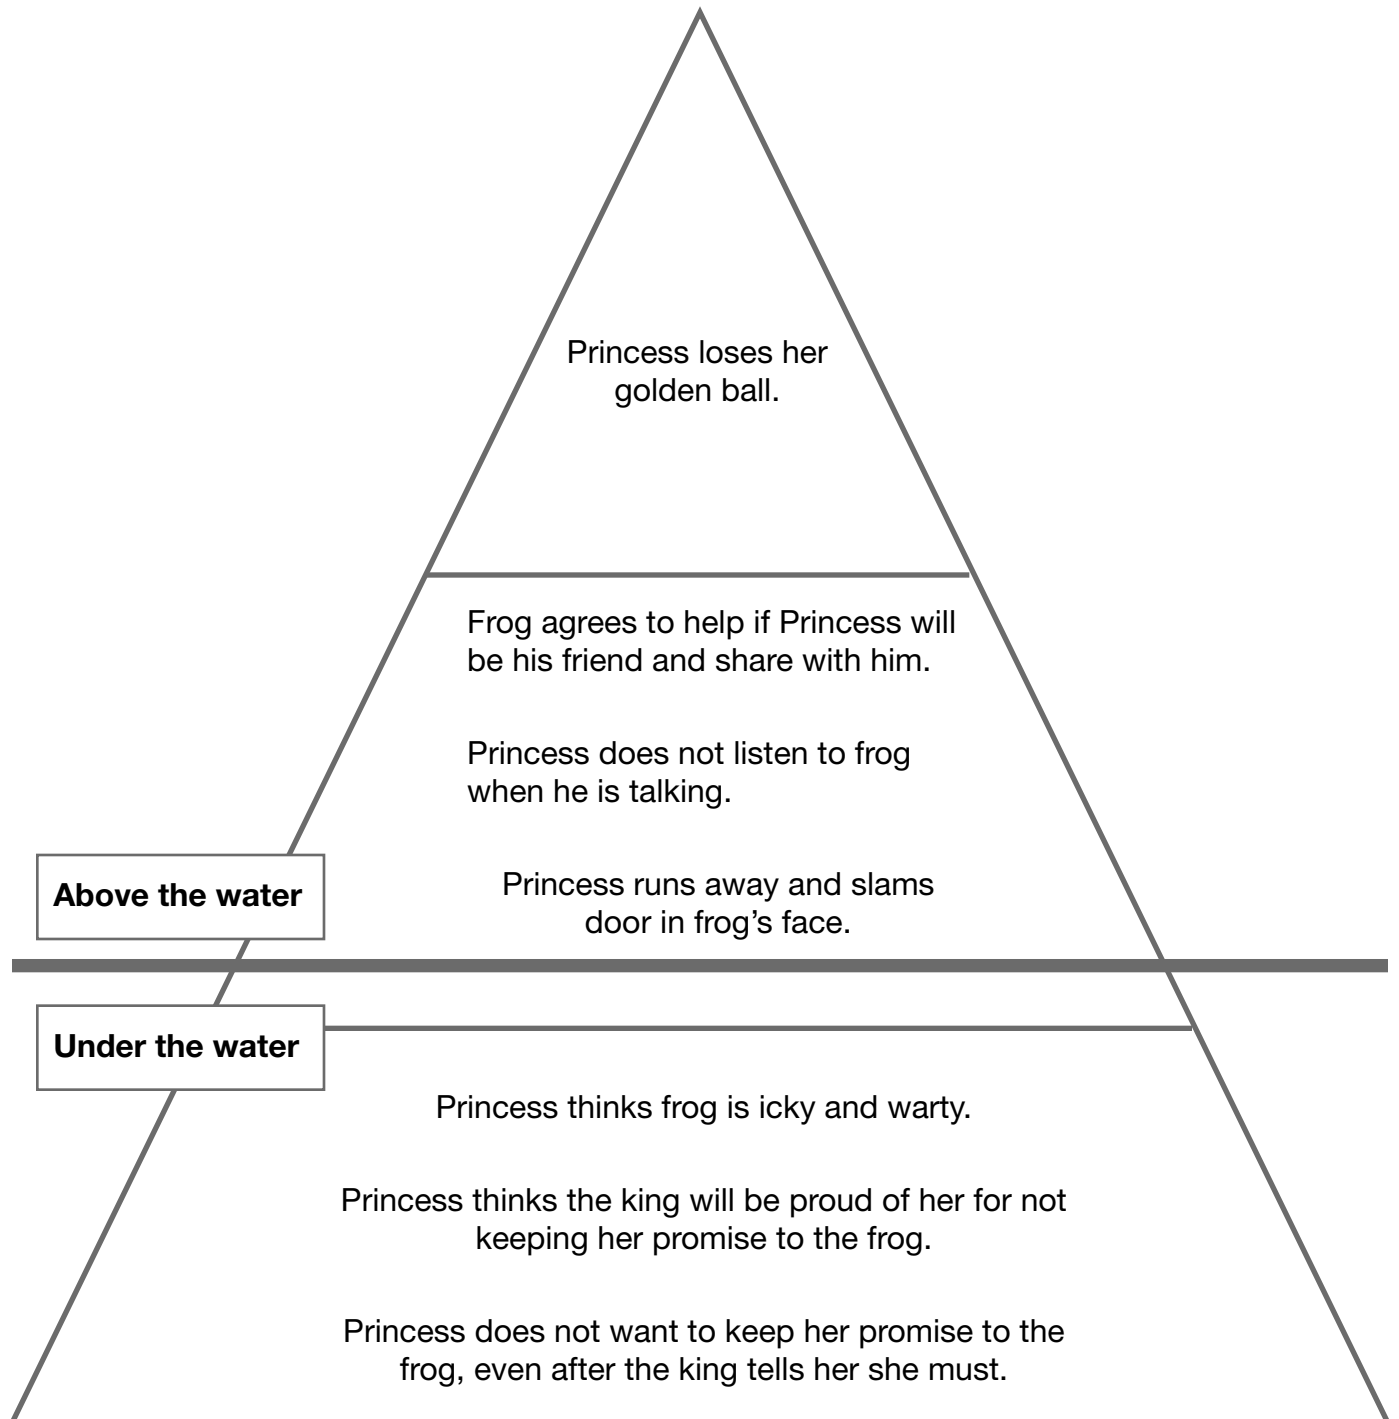 Princess loses her
golden ball.
Frog agrees to help if Princess will
be his friend and share with him.
Princess does not listen to frog
when he is talking.
Above the water
Princess runs away and slams
door in frog’s face.
Under the water
Princess thinks frog is icky and warty.
Princess thinks the king will be proud of her for not
keeping her promise to the frog.
Princess does not want to keep her promise to the
frog, even after the king tells her she must.